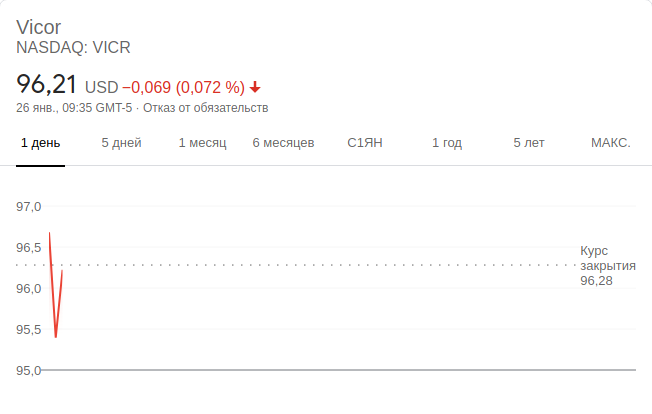 Vicor
NASDAQ: VICR
96,21 USD −0,069 (0,072 %)
26 янв., 09:35 GMT-5 · Отказ от обязательств
1 день 5 дней 1 месяц 6 месяцев С1ЯН 1 год 5 лет МАКС.
97,0
96,5
Курс
закрытия
96,28
96,0
95,5
95,0